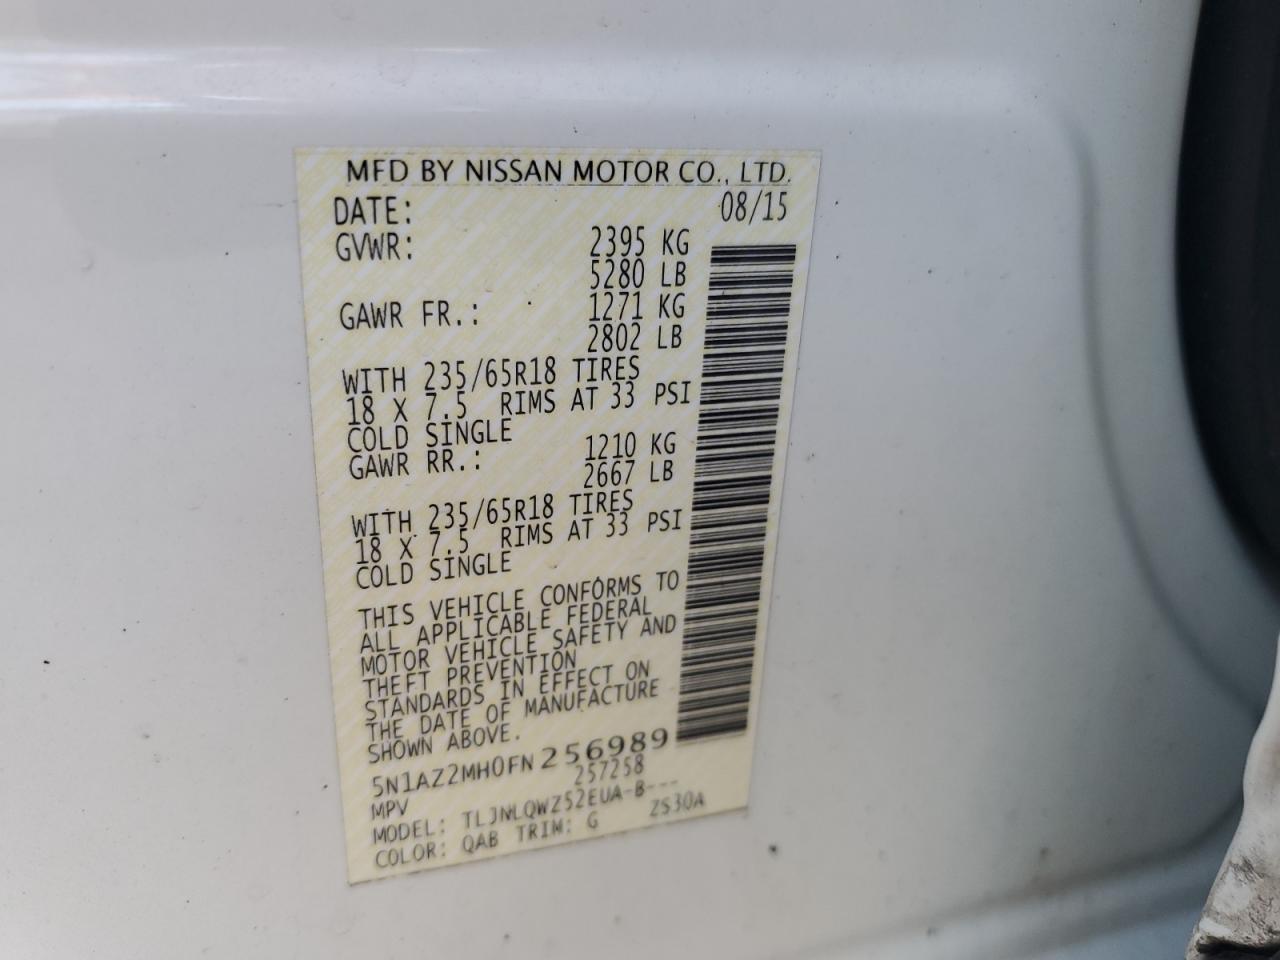 MFD BY NISSAN MOTOR CO., LTD.
DATE: 08/15
GVWR: 2395 KG
5280 LB
GAWR FR.: 1271 KG
2802 LB
WITH 235/65R18 TIRES
18 X 7.5 RIMS AT 33 PSI
COLD SINGLE
GAWR RR.: 1210 KG
2667 LB
WITH 235/65R18 TIRES
18 X 7.5 RIMS AT 33 PSI
COLD SINGLE
THIS VEHICLE CONFORMS TO
ALL APPLICABLE FEDERAL
MOTOR VEHICLE SAFETY AND
THEFT PREVENTION
STANDARDS IN EFFECT ON
THE DATE OF MANUFACTURE
SHOWN ABOVE.
5N1AZ2MH0FN256989
MPV 257258
MODEL: TLJNLQWZ52EUA-B---
COLOR: QAB TRIM: G ZS30A